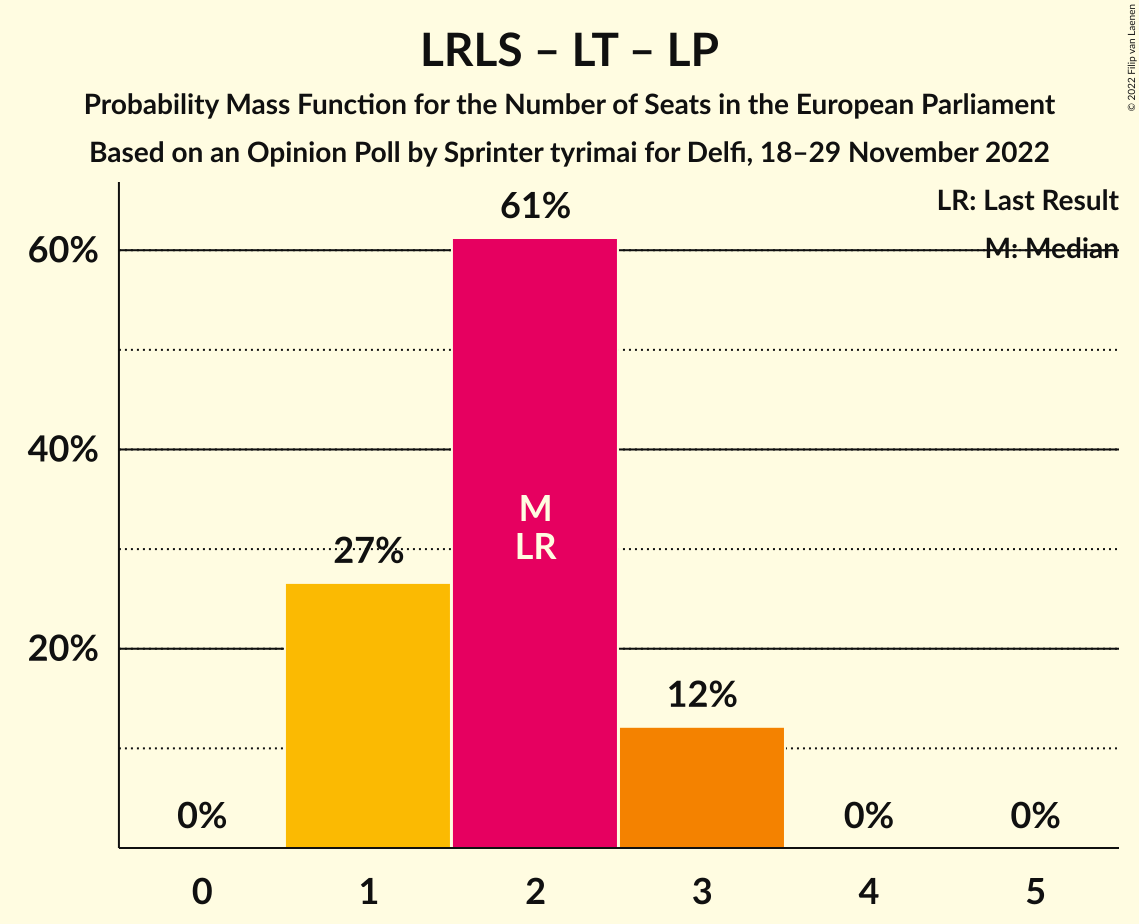 LRLS – LT – LP
Probability Mass Function for the Number of Seats in the European Parliament
Based on an Opinion Poll by Sprinter tyrimai for Delfi, 18–29 November 2022
© 2022 Filip van Laenen
LR: Last Result
M: Median
61%
60%
40%
M
LR
27%
20%
12%
0%
0%
0%
0
1
2
3
4
5